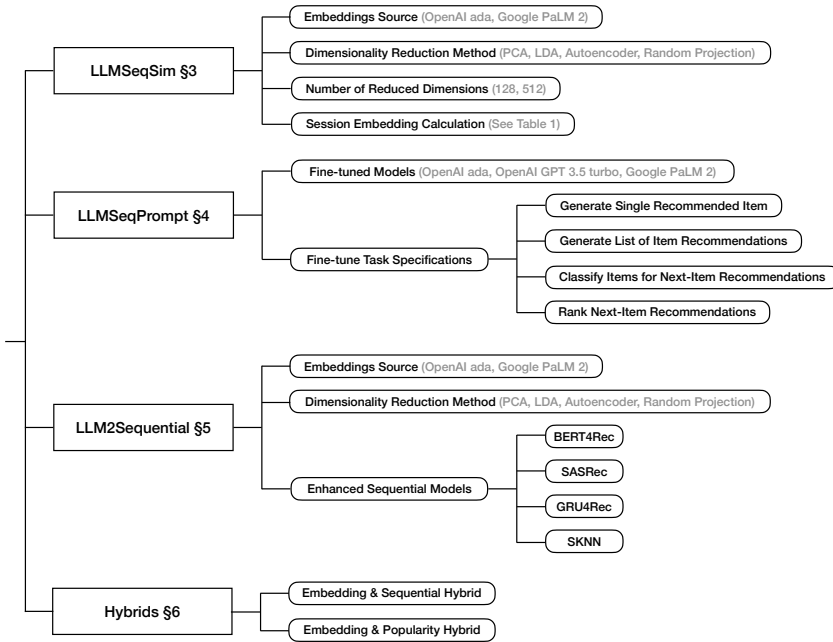 LLMSeqSim §3
Embeddings Source (OpenAI ada, Google PaLM 2)
Dimensionality Reduction Method (PCA, LDA, Autoencoder, Random Projection)
Number of Reduced Dimensions (128, 512)
Session Embedding Calculation (See Table 1)
LLMSeqPrompt §4
Fine-tuned Models (OpenAI ada, OpenAI GPT 3.5 turbo, Google PaLM 2)
Fine-tune Task Specifications
Generate Single Recommended Item
Generate List of Item Recommendations
Classify Items for Next-Item Recommendations
Rank Next-Item Recommendations
LLM2Sequential §5
Embeddings Source (OpenAI ada, Google PaLM 2)
Dimensionality Reduction Method (PCA, LDA, Autoencoder, Random Projection)
Enhanced Sequential Models
BERT4Rec
SASRec
GRU4Rec
SKNN
Hybrids §6
Embedding & Sequential Hybrid
Embedding & Popularity Hybrid